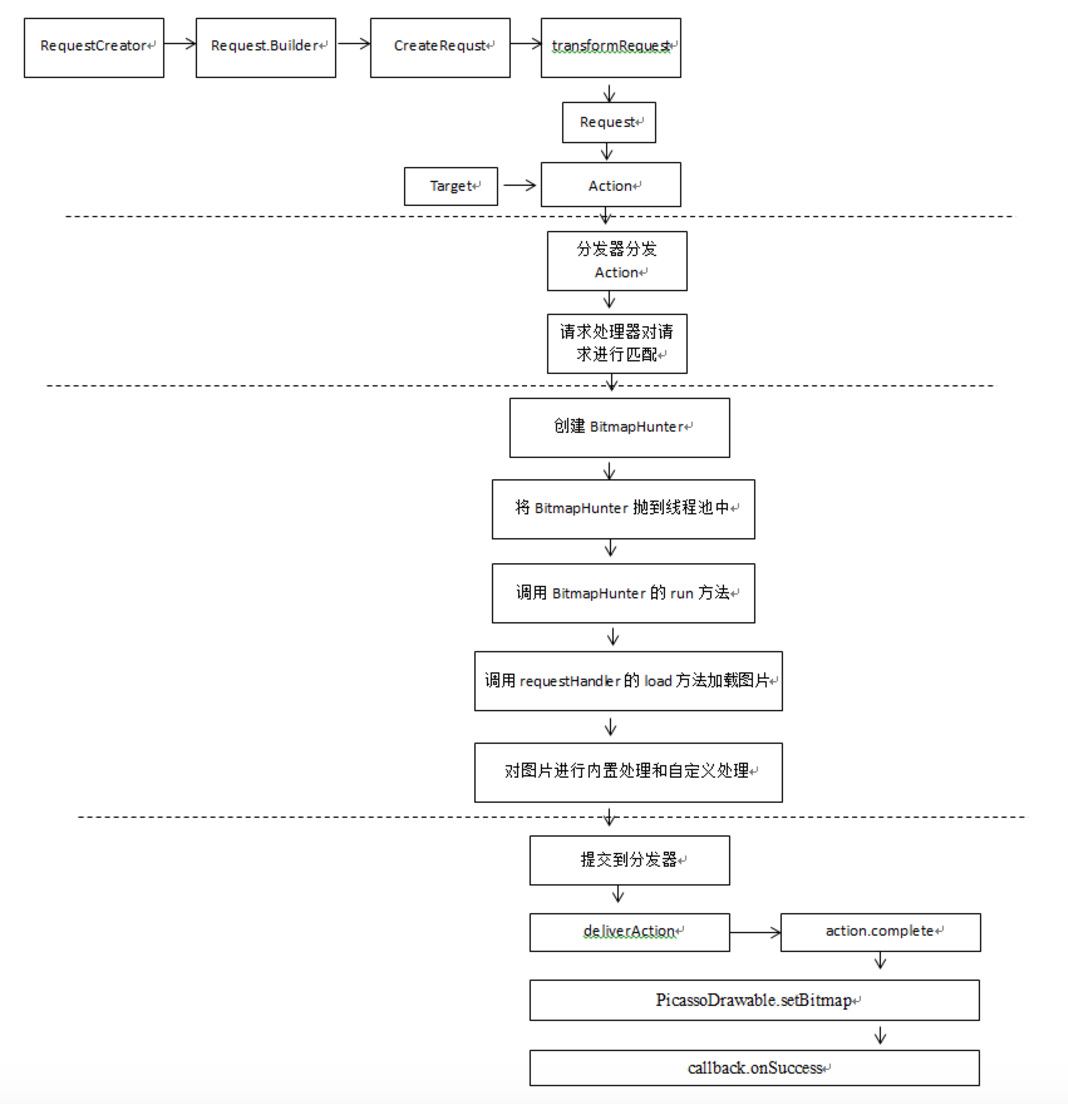 RequestCreator
Request.Builder
CreateRequst
transformRequest
Request
Target
Action
分发器分发
Action
请求处理器对请
求进行匹配
创建 BitmapHunter
将 BitmapHunter 抛到线程池中
调用 BitmapHunter 的 run 方法
调用 requestHandler 的 load 方法加载图片
对图片进行内置处理和自定义处理
提交到分发器
deliverAction
action.complete
PicassoDrawable.setBitmap
callback.onSuccess